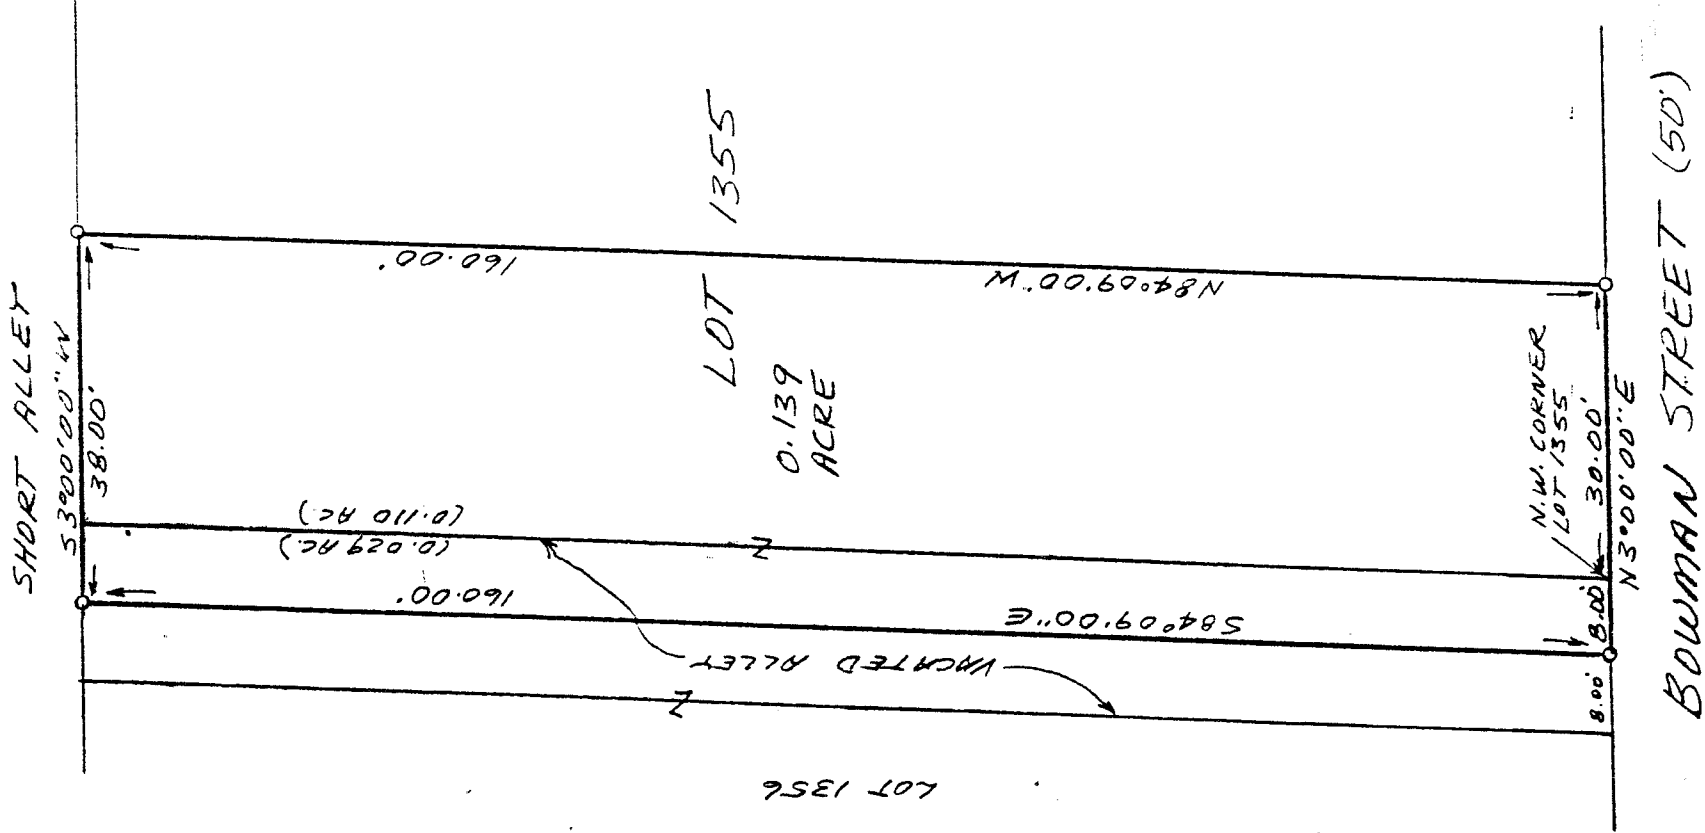 SHORT ALLEY
S3°00'00"W
38.00'
160.00'
N84°09'00"W
LOT 1355
0.139
ACRE
N.W. CORNER
LOT 1355
30.00'
N3°00'00"E
BOWMAN STREET (50')
(0.110 AC.)
(0.029 AC.)
160.00'
S84°09'00"E
8.00'
8.00'
VACATED ALLEY
LOT 1356